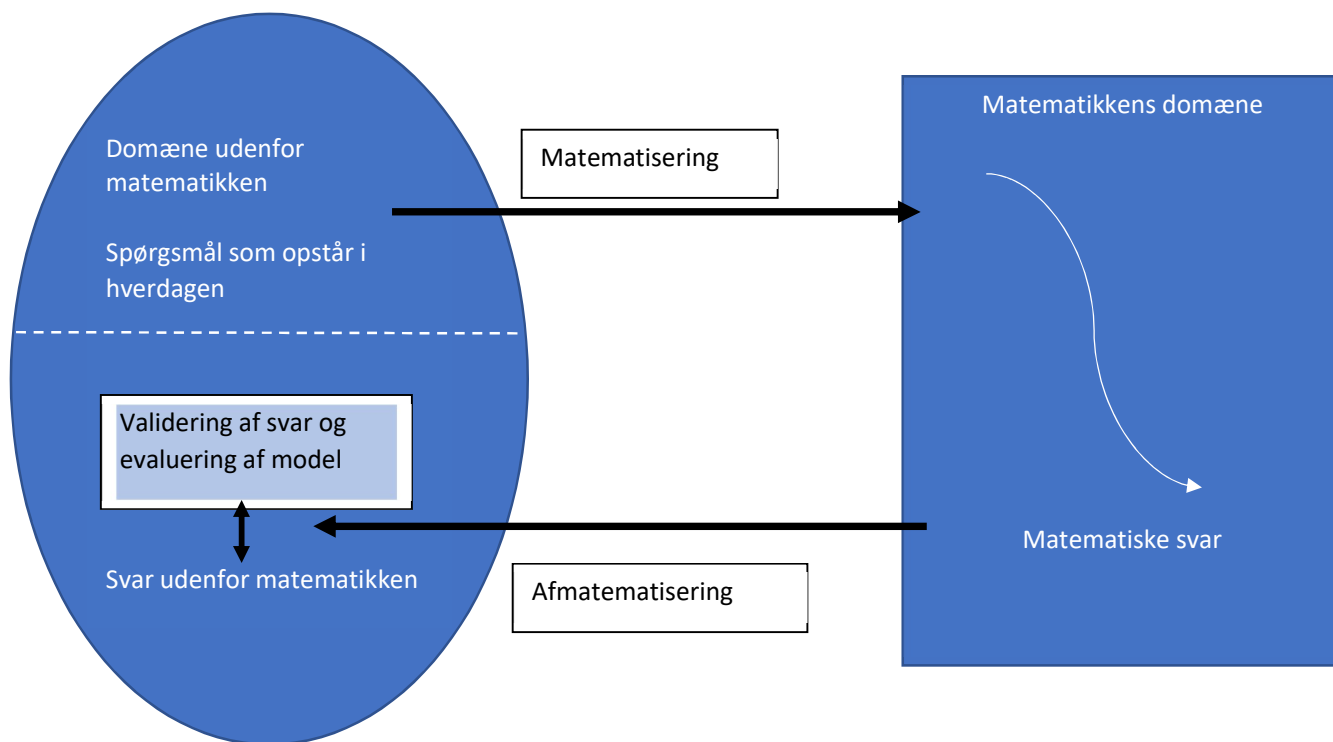 Domæne udenfor
matematikken
Spørgsmål som opstår i
hverdagen
Matematisering
Matematikkens domæne
Validering af svar og
evaluering af model
Svar udenfor matematikken
Afmatematisering
Matematiske svar